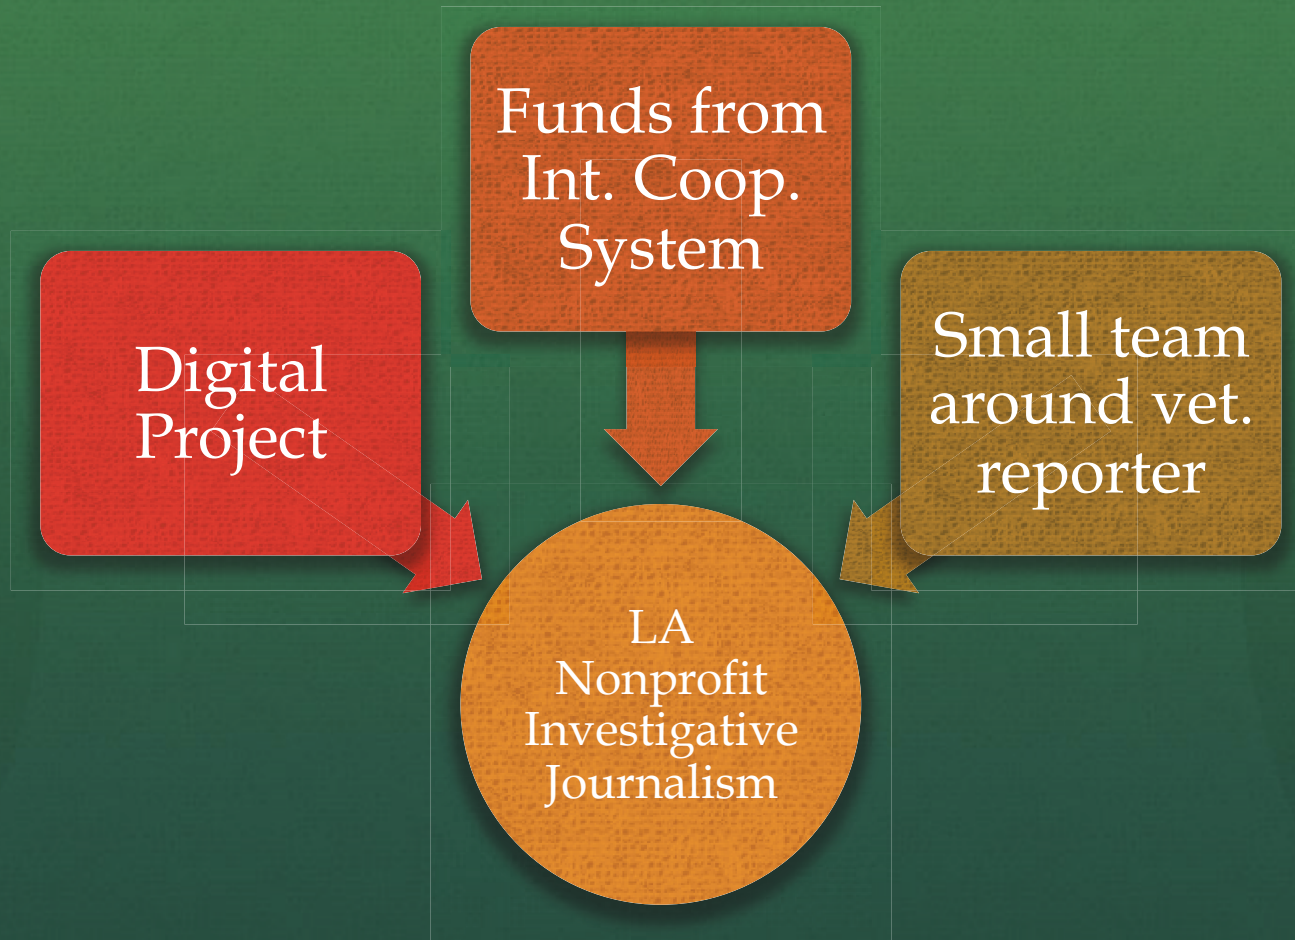 Funds from
Int. Coop.
System
Digital
Project
Small team
around vet.
reporter
LA
Nonprofit
Investigative
Journalism